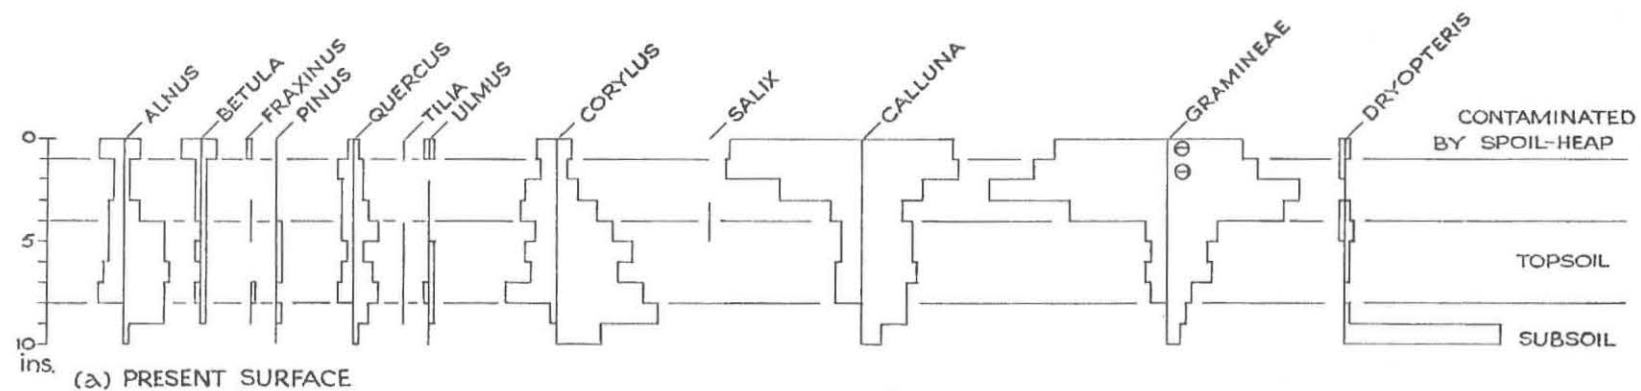 ALNUS
BETULA
FRAXINUS
PINUS
QUERCUS
TILIA
ULMUS
CORYLUS
SALIX
CALLUNA
GRAMINEAE
DRYOPTERIS
CONTAMINATED
BY SPOIL-HEAP
0
5
TOPSOIL
10
ins.
SUBSOIL
(a) PRESENT SURFACE